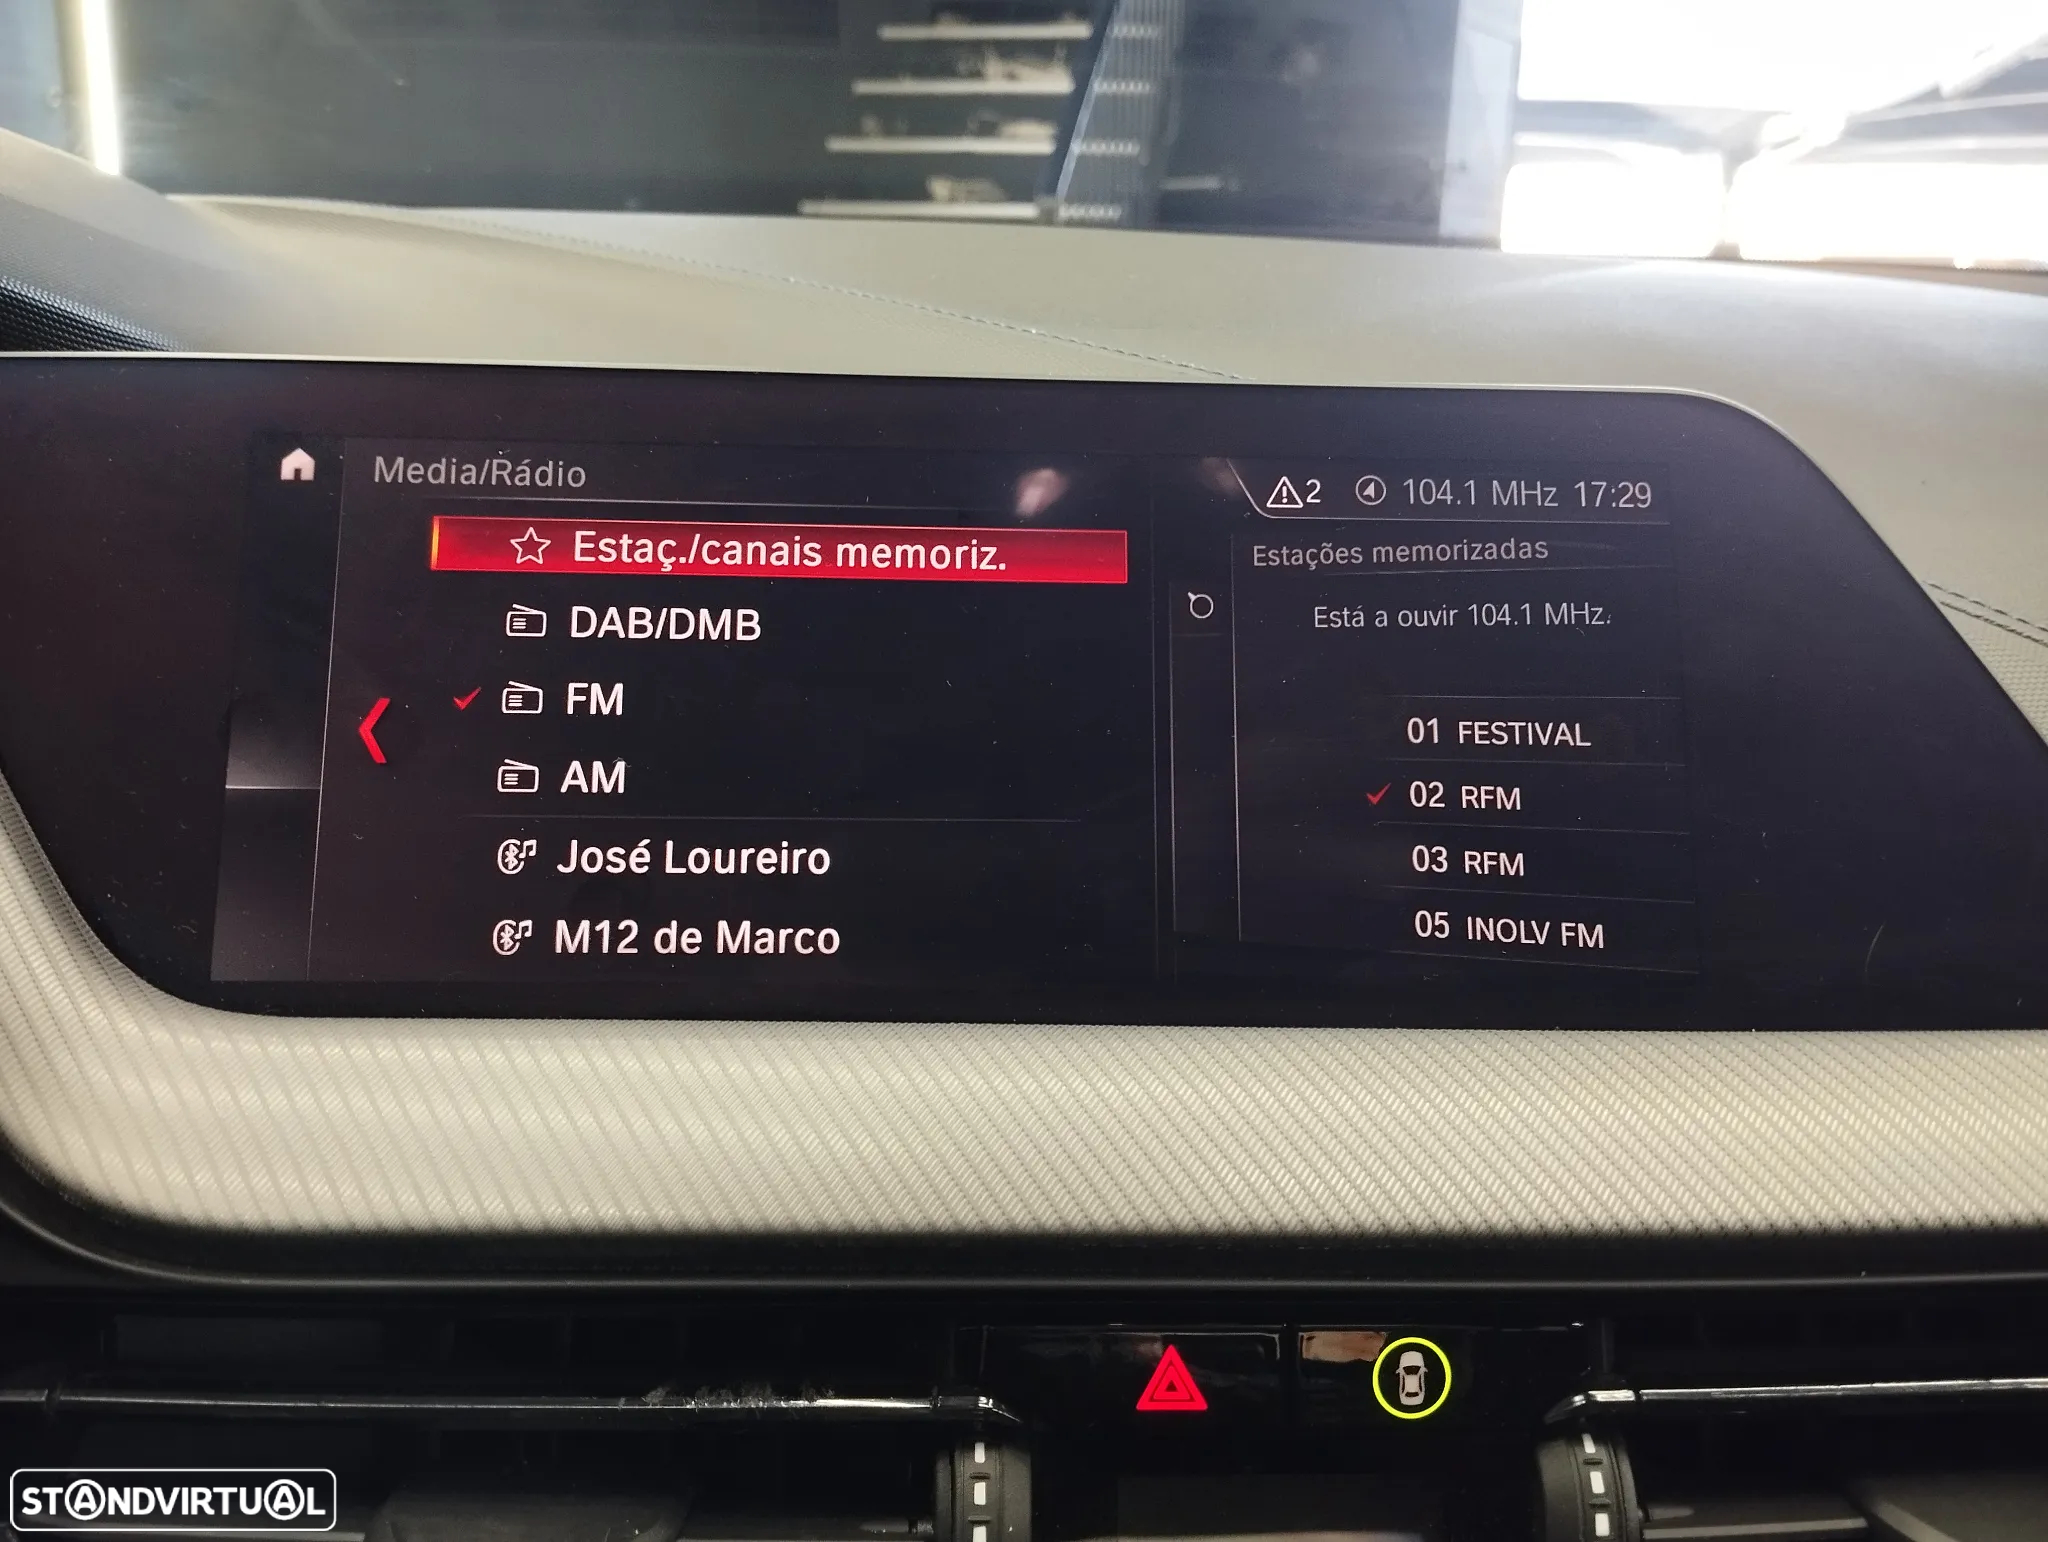 Media/Rádio
Estaç./canais memoriz.
DAB/DMB
FM
AM
José Loureiro
M12 de Marco
2 104.1 MHz 17:29
Estações memorizadas
Está a ouvir 104.1 MHz.
01 FESTIVAL
02 RFM
03 RFM
05 INOLV FM
STANDVIRTUAL